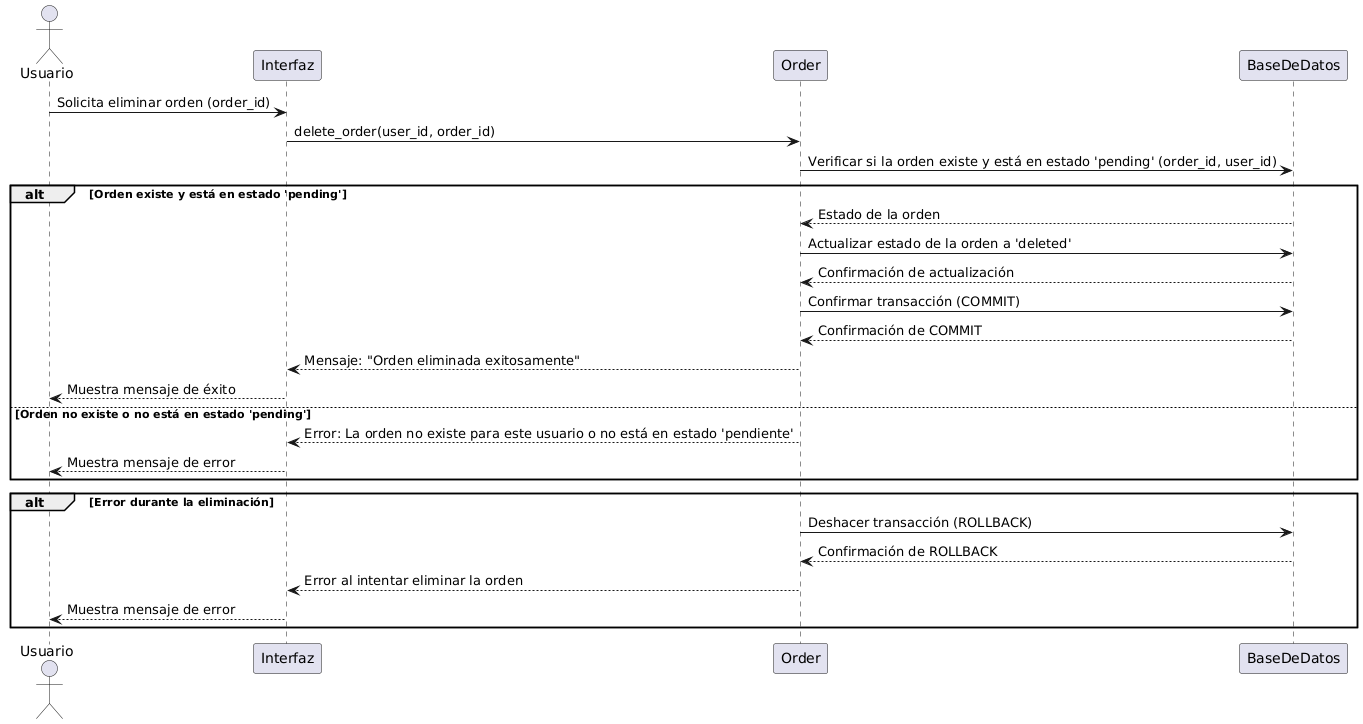 Usuario
Interfaz
Order
BaseDeDatos
Solicita eliminar orden (order_id)
delete_order(user_id, order_id)
Verificar si la orden existe y está en estado 'pending' (order_id, user_id)
alt [Orden existe y está en estado 'pending']
Estado de la orden
Actualizar estado de la orden a 'deleted'
Confirmación de actualización
Confirmar transacción (COMMIT)
Confirmación de COMMIT
Mensaje: "Orden eliminada exitosamente"
Muestra mensaje de éxito
[Orden no existe o no está en estado 'pending']
Error: La orden no existe para este usuario o no está en estado 'pendiente'
Muestra mensaje de error
alt [Error durante la eliminación]
Deshacer transacción (ROLLBACK)
Confirmación de ROLLBACK
Error al intentar eliminar la orden
Muestra mensaje de error
Usuario
Interfaz
Order
BaseDeDatos